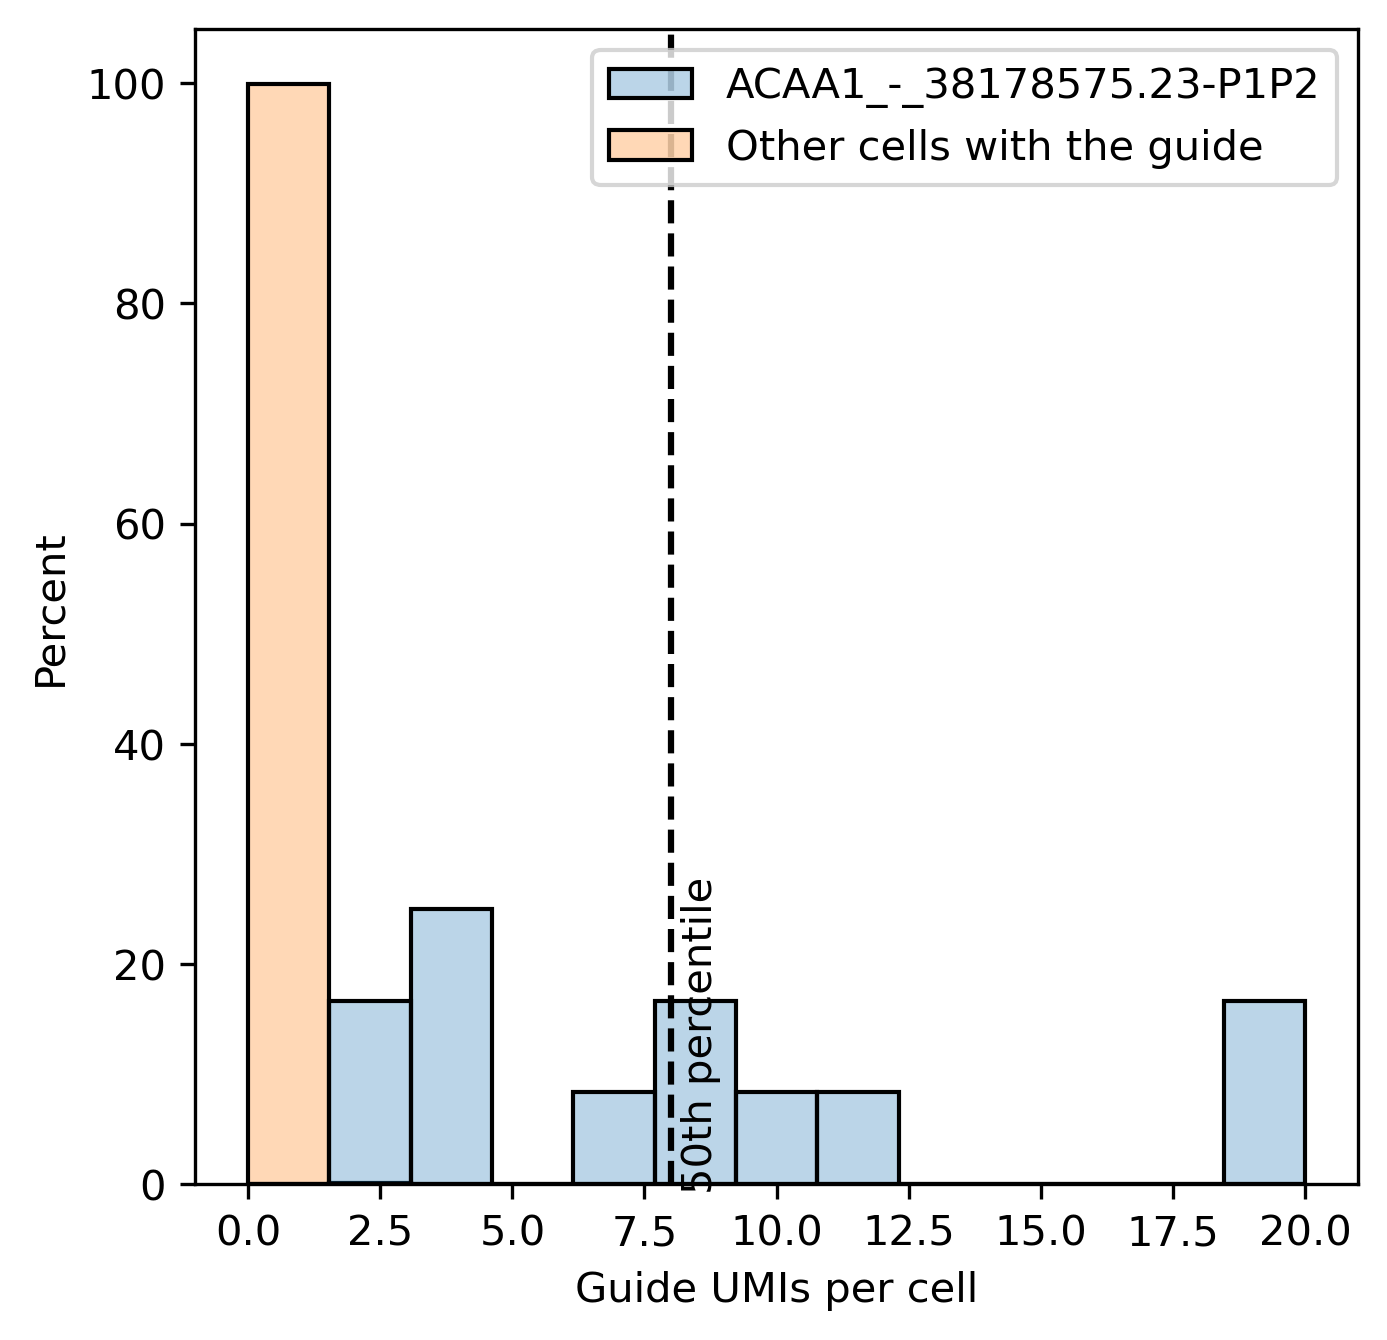 100
80
60
40
20
0
Percent
ACAA1_-_38178575.23-P1P2
Other cells with the guide
50th percentile
0.0 2.5 5.0 7.5 10.0 12.5 15.0 17.5 20.0
Guide UMIs per cell